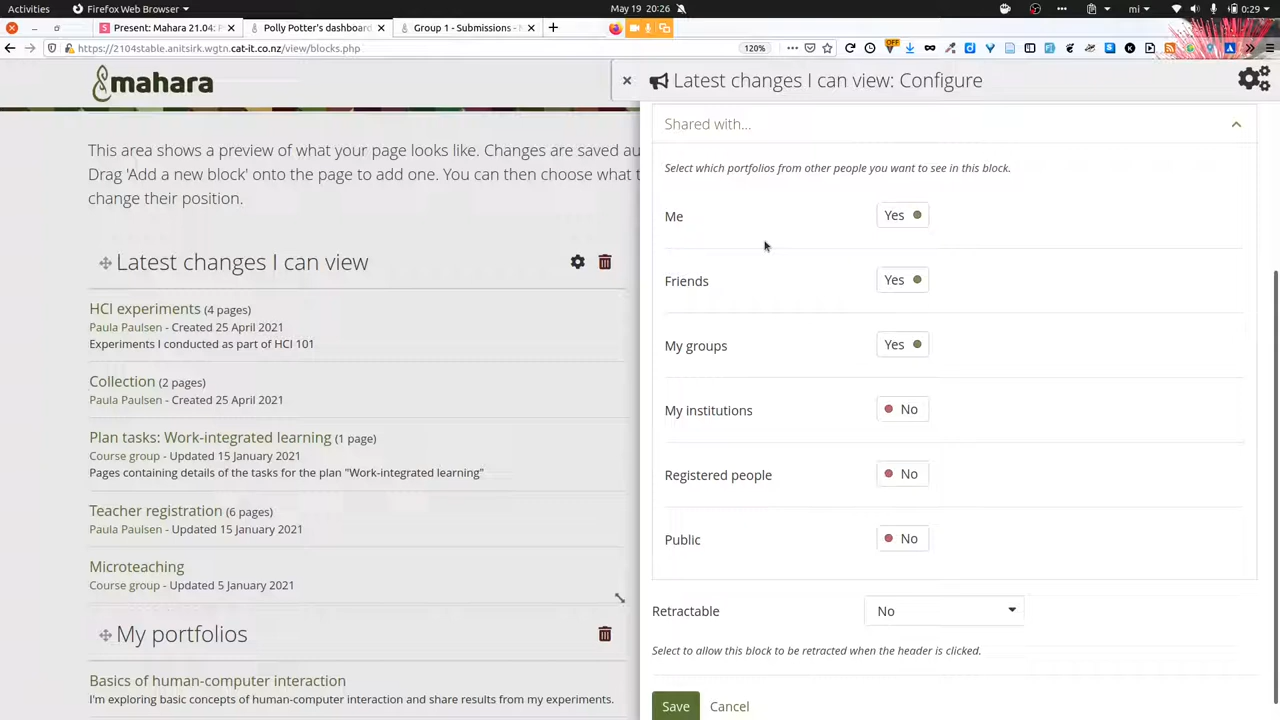 Activities
FireFox Web Browser
May 19 20:26
mi
0:29
Present: Mahara 21.04: P
Polly Potter's dashboard
Group 1 - Submissions -
https://2104stable.anitsirk.wgtn.cat-it.co.nz/view/blocks.php
120%
OFF
mahara
This area shows a preview of what your page looks like. Changes are saved au
Drag 'Add a new block' onto the page to add one. You can then choose what t
change their position.
Latest changes I can view
HCI experiments (4 pages)
Paula Paulsen - Created 25 April 2021
Experiments I conducted as part of HCI 101
Collection (2 pages)
Paula Paulsen - Created 25 April 2021
Plan tasks: Work-integrated learning (1 page)
Course group - Updated 15 January 2021
Pages containing details of the tasks for the plan "Work-integrated learning"
Teacher registration (6 pages)
Paula Paulsen - Updated 15 January 2021
Microteaching
Course group - Updated 5 January 2021
My portfolios
Basics of human-computer interaction
I'm exploring basic concepts of human-computer interaction and share results from my experiments.
Latest changes I can view: Configure
Shared with...
Select which portfolios from other people you want to see in this block.
Me Yes
Friends Yes
My groups Yes
My institutions No
Registered people No
Public No
Retractable No
Select to allow this block to be retracted when the header is clicked.
Save Cancel